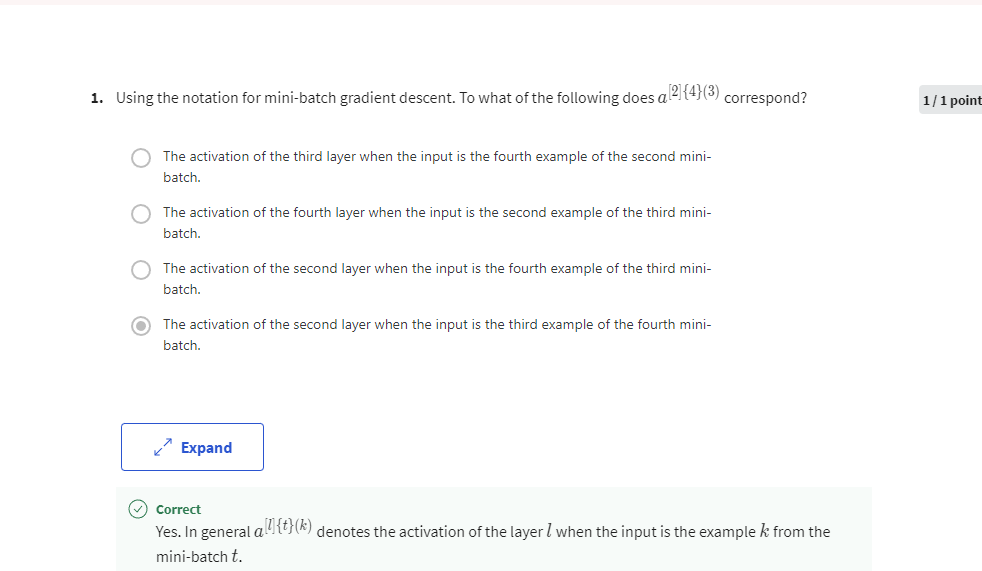 1. Using the notation for mini-batch gradient descent. To what of the following does a^[2]{4}(3) correspond?
1 / 1 point
The activation of the third layer when the input is the fourth example of the second mini-
batch.
The activation of the fourth layer when the input is the second example of the third mini-
batch.
The activation of the second layer when the input is the fourth example of the third mini-
batch.
The activation of the second layer when the input is the third example of the fourth mini-
batch.
Expand
Correct
Yes. In general a^[l]{t}(k) denotes the activation of the layer l when the input is the example k from the
mini-batch t.